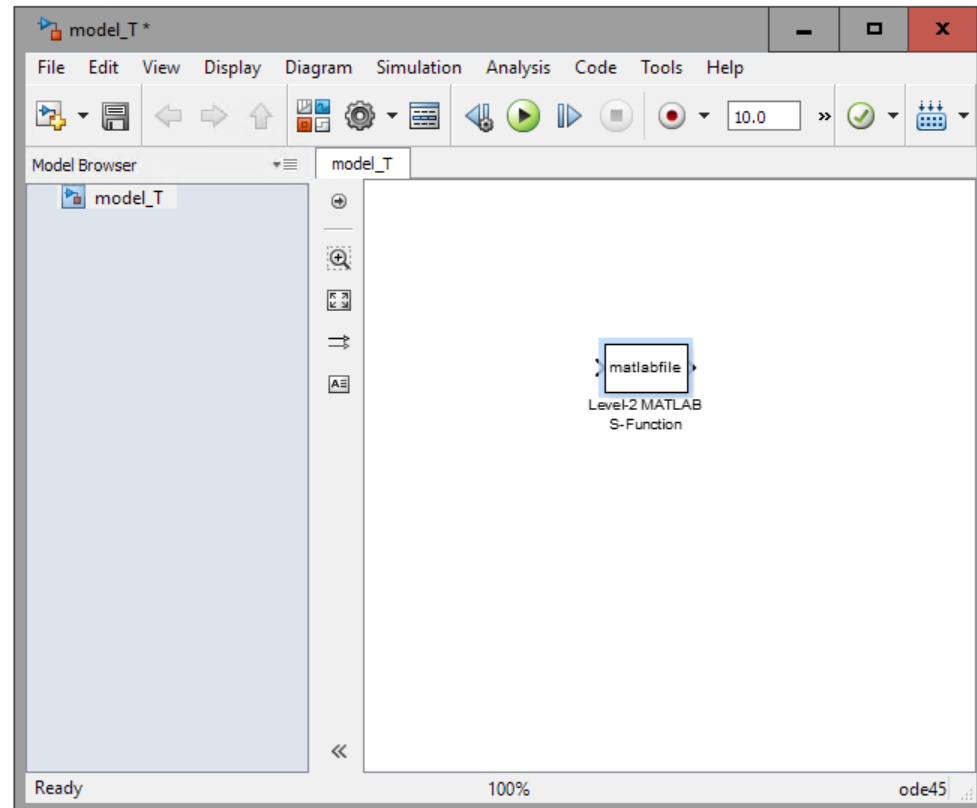 model_T *
File Edit View Display Diagram Simulation Analysis Code Tools Help
10.0 »
Model Browser
model_T
model_T
A
matlabfile
Level-2 MATLAB
S-Function
Ready 100% ode45